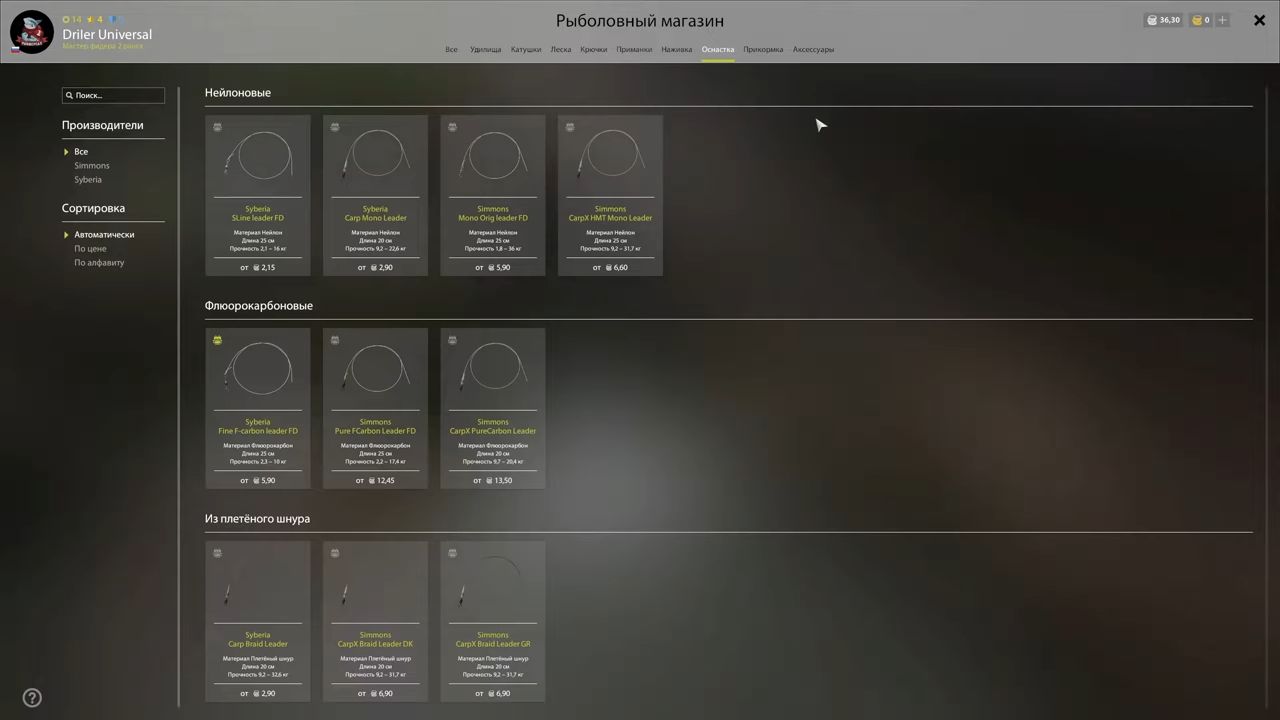 14 4
Driler Universal
Мастер фидера 2 ранга
Рыболовный магазин
36,30 0 +
Все Удилища Катушки Леска Крючки Приманки Наживка Оснастка Прикормка Аксессуары
Поиск...
Производители
Все
Simmons
Syberia
Сортировка
Автоматически
По цене
По алфавиту
Нейлоновые
Syberia
SLine leader FD
Материал Нейлон
Длина 25 см
Прочность 2,1 – 16 кг
от 2,15
Syberia
Carp Mono Leader
Материал Нейлон
Длина 20 см
Прочность 9,2 – 22,6 кг
от 2,90
Simmons
Mono Orig leader FD
Материал Нейлон
Длина 25 см
Прочность 1,8 – 36 кг
от 5,90
Simmons
CarpX HMT Mono Leader
Материал Нейлон
Длина 25 см
Прочность 9,2 – 31,7 кг
от 6,60
Флюорокарбоновые
Syberia
Fine F-carbon leader FD
Материал Флюорокарбон
Длина 25 см
Прочность 2,3 – 10 кг
от 5,90
Simmons
Pure FCarbon Leader FD
Материал Флюорокарбон
Длина 25 см
Прочность 2,2 – 17,4 кг
от 12,45
Simmons
CarpX PureCarbon Leader
Материал Флюорокарбон
Длина 20 см
Прочность 9,7 – 20,4 кг
от 13,50
Из плетёного шнура
Syberia
Carp Braid Leader
Материал Плетёный шнур
Длина 20 см
Прочность 9,2 – 32,6 кг
от 2,90
Simmons
CarpX Braid Leader DK
Материал Плетёный шнур
Длина 20 см
Прочность 9,2 – 31,7 кг
от 6,90
Simmons
CarpX Braid Leader GR
Материал Плетёный шнур
Длина 20 см
Прочность 9,2 – 31,7 кг
от 6,90
?